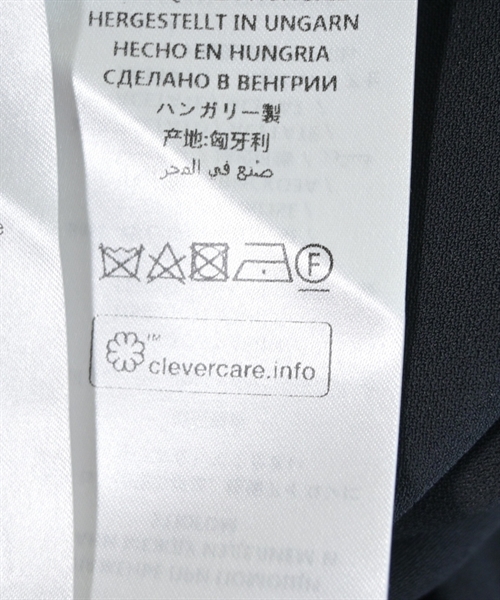 HERGESTELLT IN UNGARN
HECHO EN HUNGRIA
СДЕЛАНО В ВЕНГРИИ
ハンガリー製
产地:匈牙利
صنع في المجر
F
™
clevercare.info